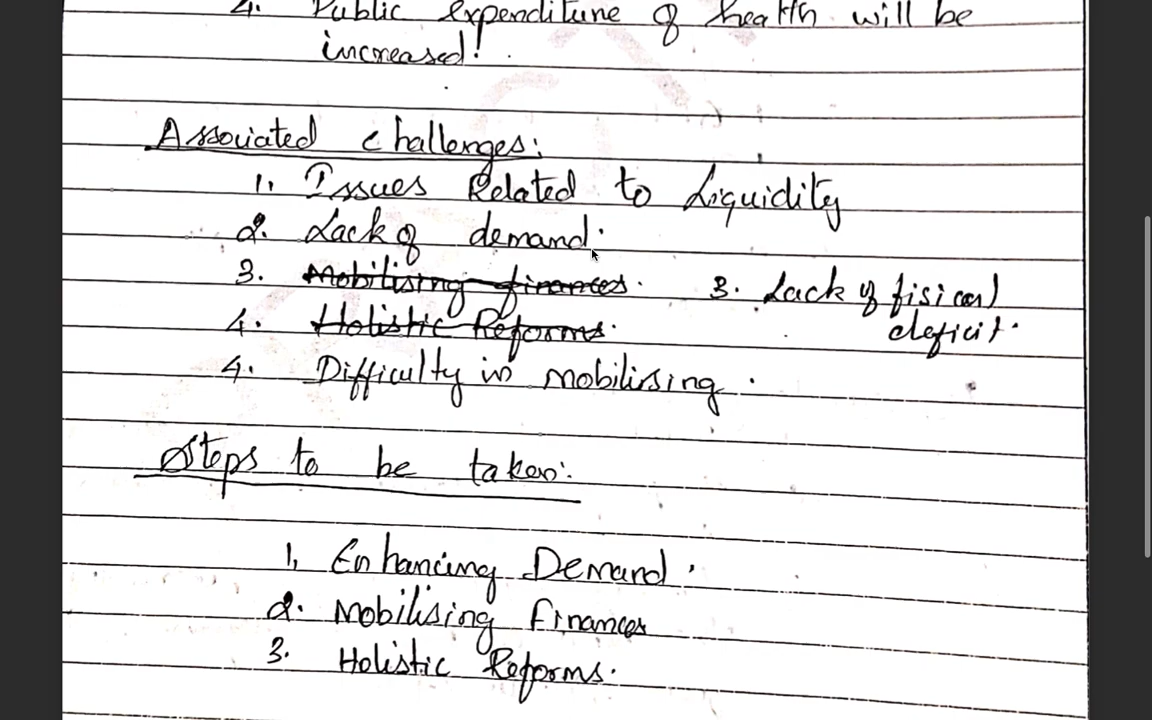 4. Public expenditure of health will be
increased!
Associated challenges:
1. Issues Related to Liquidity
2. Lack of demand.
3. Mobilising finances. 3. Lack of fisical
4. Holistic Reforms. deficit.
4. Difficulty in mobilising.
Steps to be taken:
1. Enhancing Demand.
2. Mobilising finances
3. Holistic Reforms.